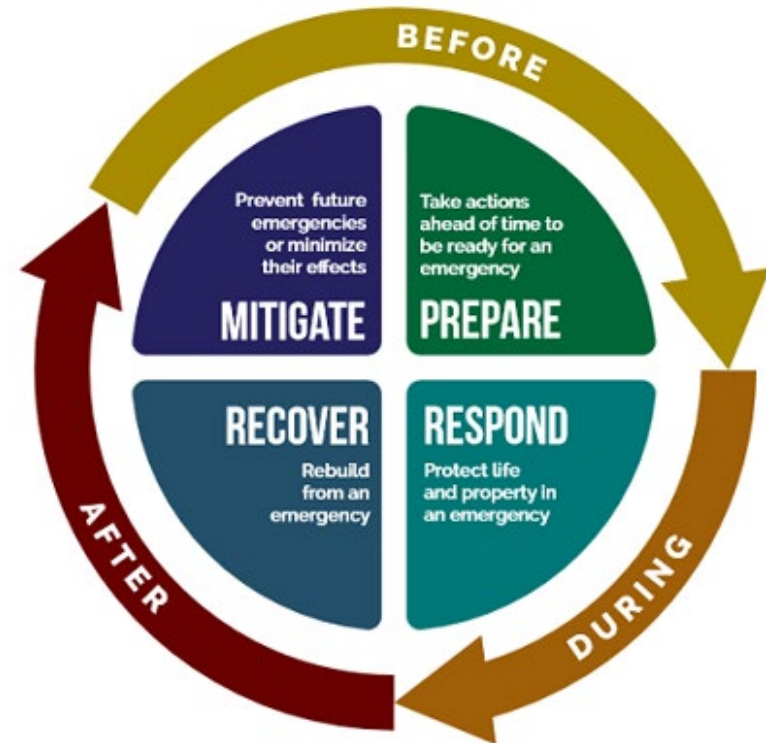 BEFORE
Prevent future
emergencies
or minimize
their effects
MITIGATE
Take actions
ahead of time to
be ready for an
emergency
PREPARE
RECOVER
Rebuild
from an
emergency
RESPOND
Protect life
and property in
an emergency
AFTER
DURING